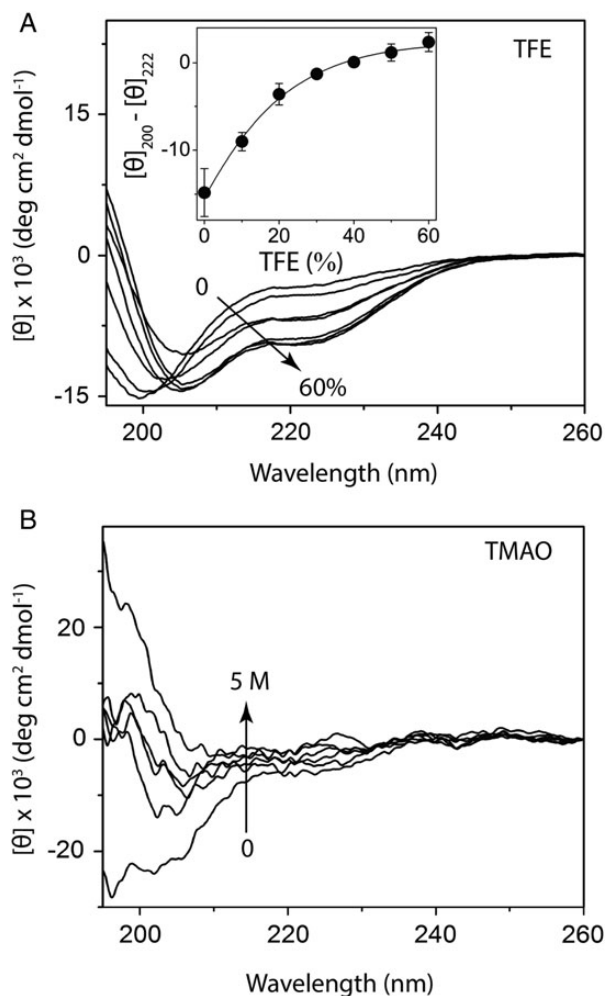 A
TFE
[θ]200 - [θ]222
0
-10
0
20
40
60
TFE (%)
[θ] x 10³ (deg cm² dmol⁻¹)
15
0
-15
0
60%
200
220
240
260
Wavelength (nm)
B
TMAO
[θ] x 10³ (deg cm² dmol⁻¹)
20
0
-20
5 M
0
200
220
240
260
Wavelength (nm)